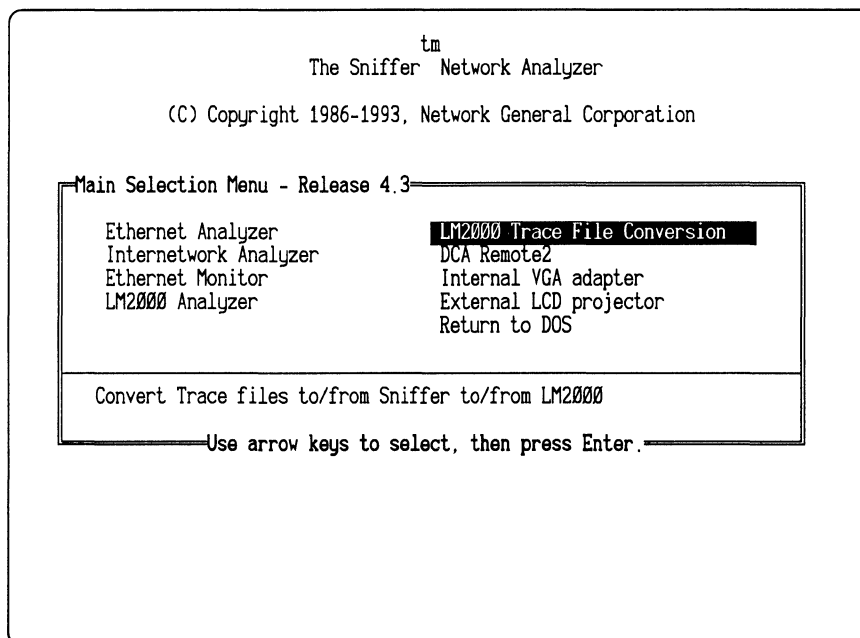 tm
The Sniffer Network Analyzer
(C) Copyright 1986-1993, Network General Corporation
Main Selection Menu - Release 4.3
Ethernet Analyzer
Internetwork Analyzer
Ethernet Monitor
LM2000 Analyzer
LM2000 Trace File Conversion
DCA Remote2
Internal VGA adapter
External LCD projector
Return to DOS
Convert Trace files to/from Sniffer to/from LM2000
Use arrow keys to select, then press Enter.